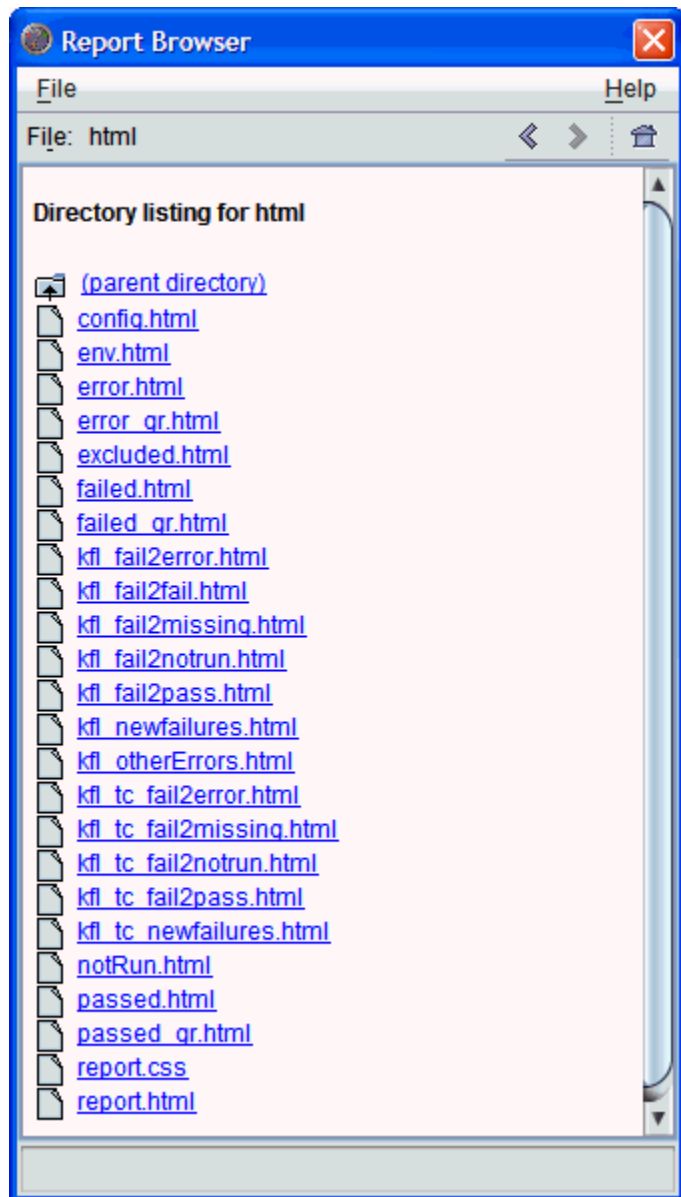 Report Browser
File Help
File: html
Directory listing for html
(parent directory)
config.html
env.html
error.html
error_gr.html
excluded.html
failed.html
failed_gr.html
kfl_fail2error.html
kfl_fail2fail.html
kfl_fail2missing.html
kfl_fail2notrun.html
kfl_fail2pass.html
kfl_newfailures.html
kfl_otherErrors.html
kfl_tc_fail2error.html
kfl_tc_fail2missing.html
kfl_tc_fail2notrun.html
kfl_tc_fail2pass.html
kfl_tc_newfailures.html
notRun.html
passed.html
passed_gr.html
report.css
report.html